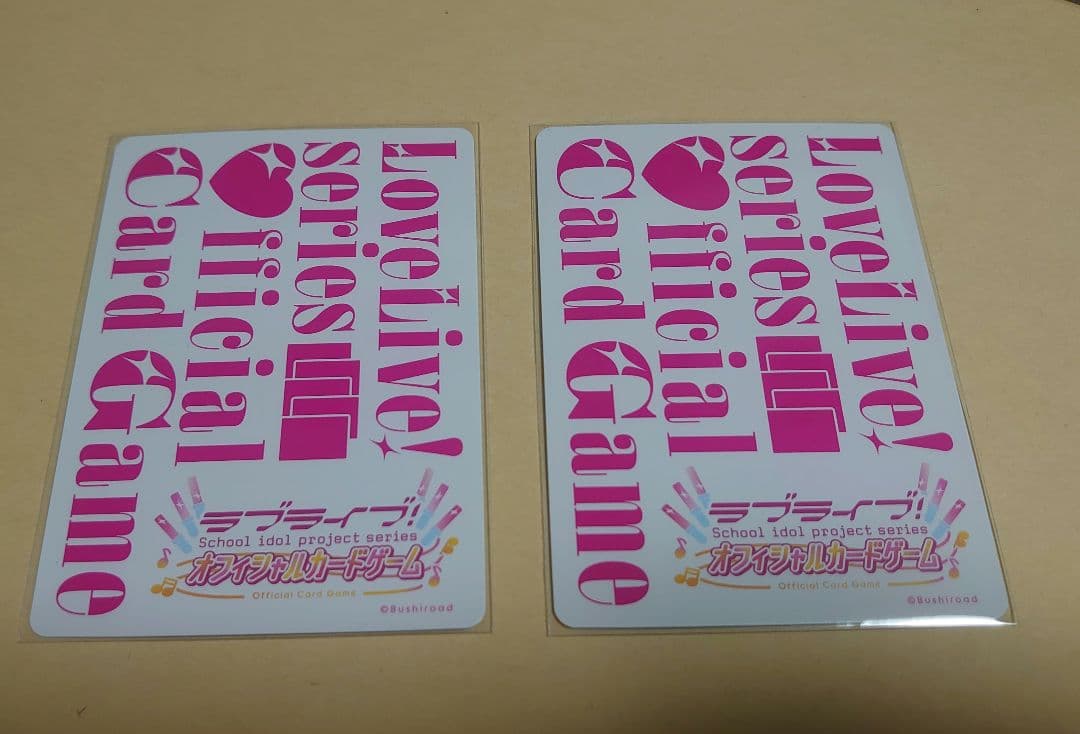 LoveLive!
series
Official
Card Game
ラブライブ!
School idol project series
オフィシャルカードゲーム
Official Card Game
©Bushiroad
LoveLive!
series
Official
Card Game
ラブライブ!
School idol project series
オフィシャルカードゲーム
Official Card Game
©Bushiroad